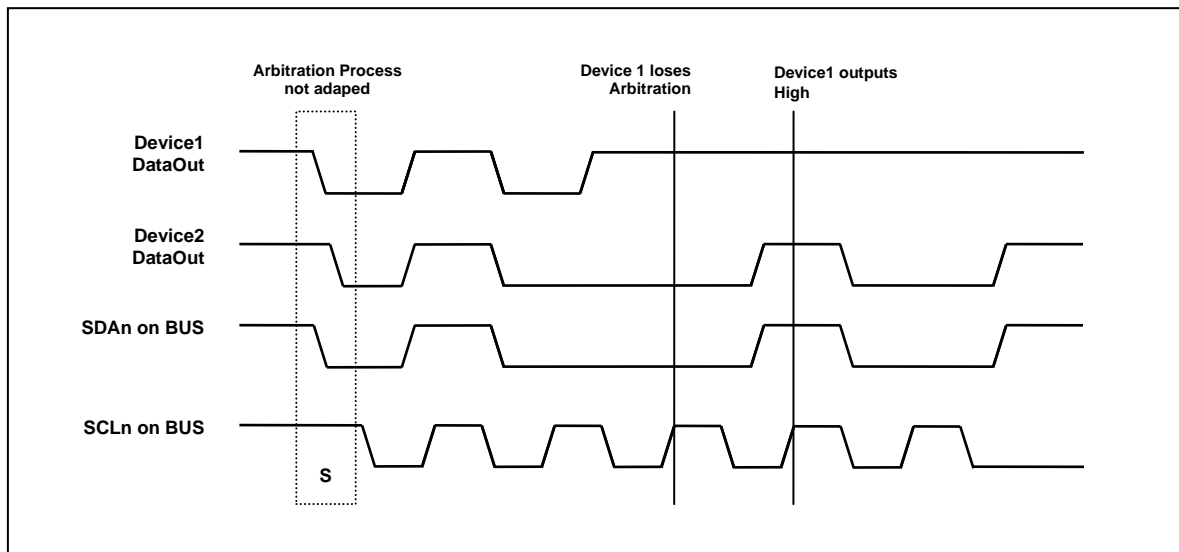 Arbitration Process
not adaped
Device 1 loses
Arbitration
Device1 outputs
High
Device1
DataOut
Device2
DataOut
SDAn on BUS
SCLn on BUS
S